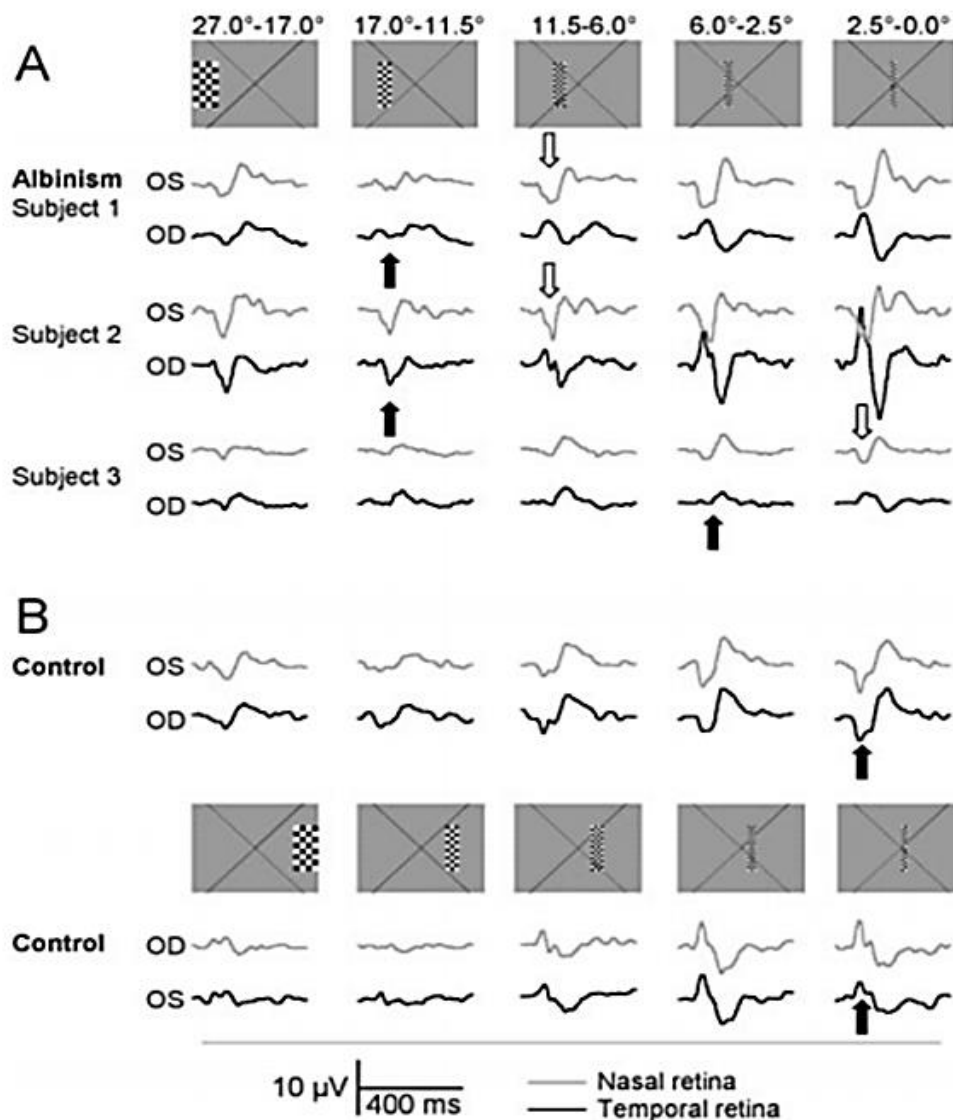 A
27.0°-17.0° 17.0°-11.5° 11.5-6.0° 6.0°-2.5° 2.5°-0.0°
Albinism
Subject 1
OS
OD
Subject 2
OS
OD
Subject 3
OS
OD
B
Control
OS
OD
Control
OD
OS
10 µV
400 ms
Nasal retina
Temporal retina